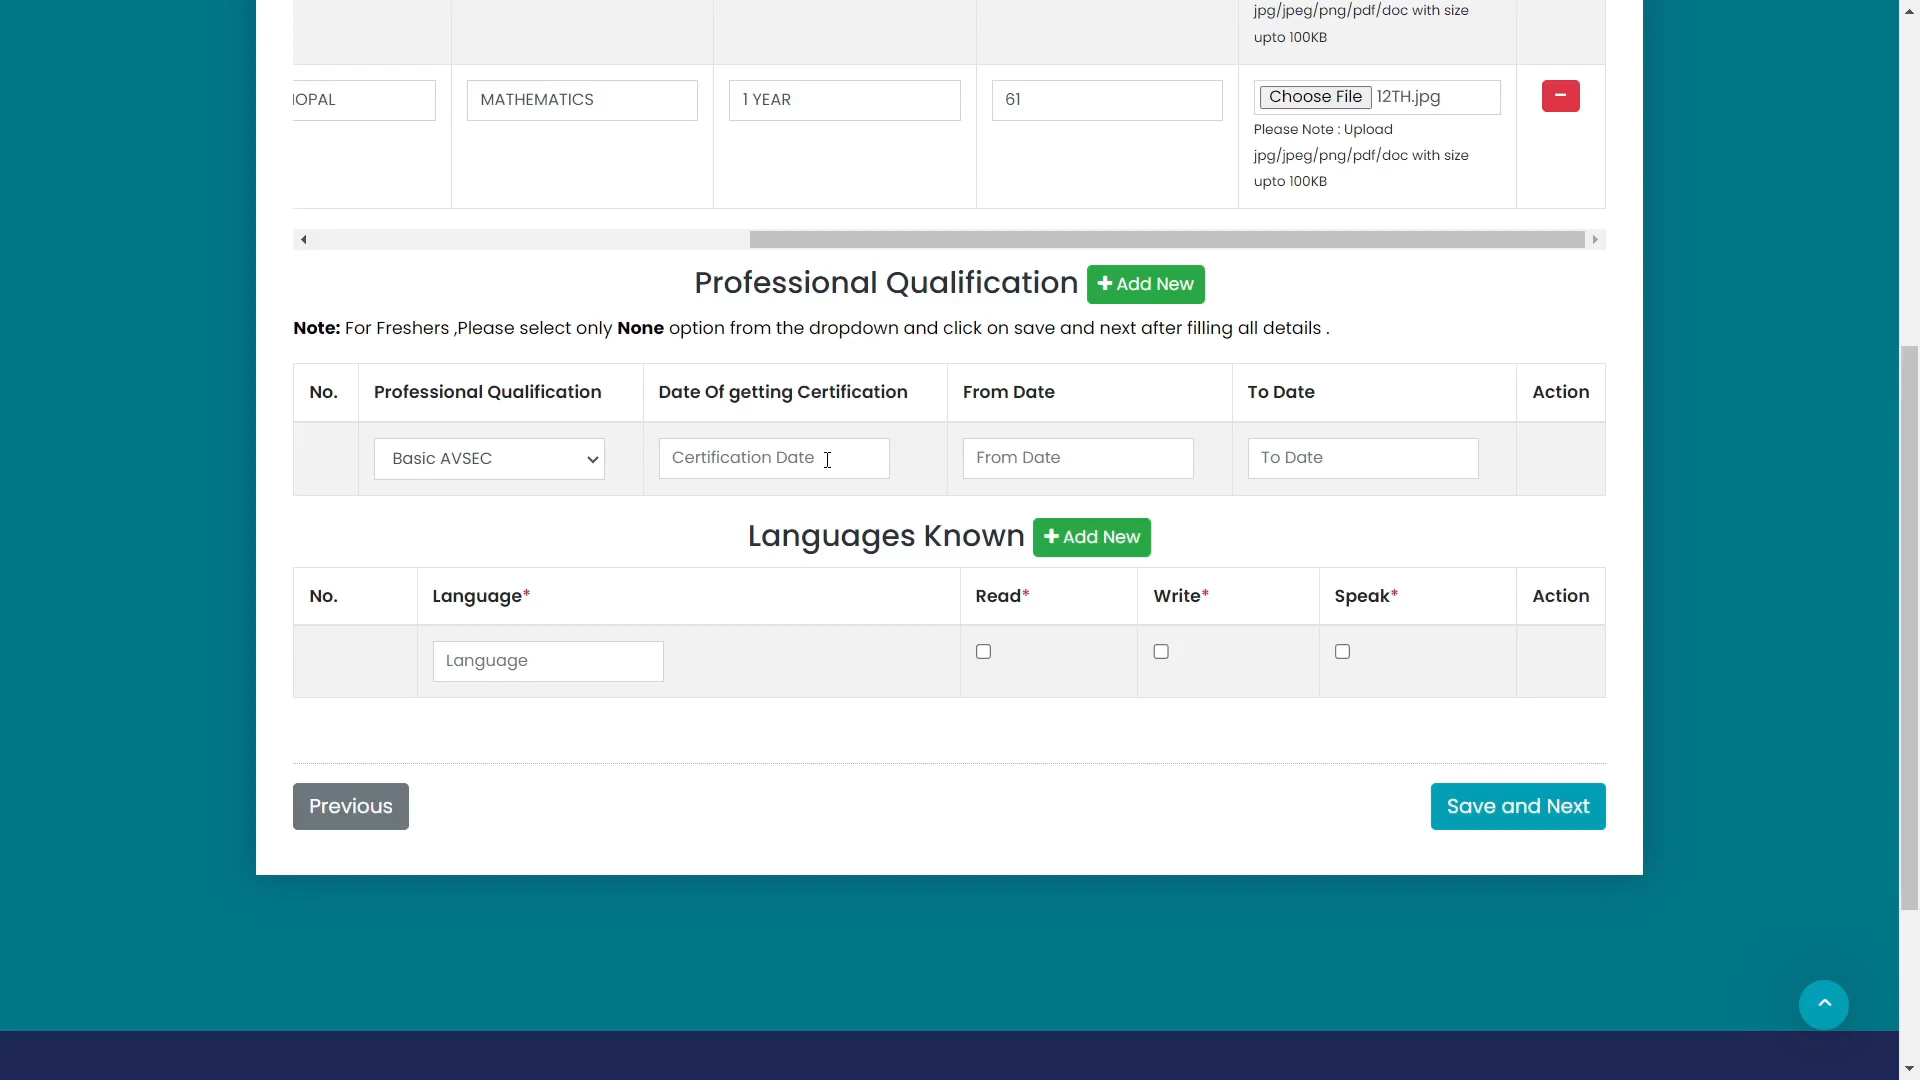 jpg/jpeg/png/pdf/doc with size
upto 100KB
OPAL
MATHEMATICS
1 YEAR
61
Choose File 12TH.jpg
Please Note : Upload
jpg/jpeg/png/pdf/doc with size
upto 100KB
Professional Qualification
Add New
Note: For Freshers ,Please select only None option from the dropdown and click on save and next after filling all details .
No.
Professional Qualification
Date Of getting Certification
From Date
To Date
Action
Basic AVSEC
Certification Date
From Date
To Date
Languages Known
Add New
No.
Language*
Read*
Write*
Speak*
Action
Language
Previous
Save and Next